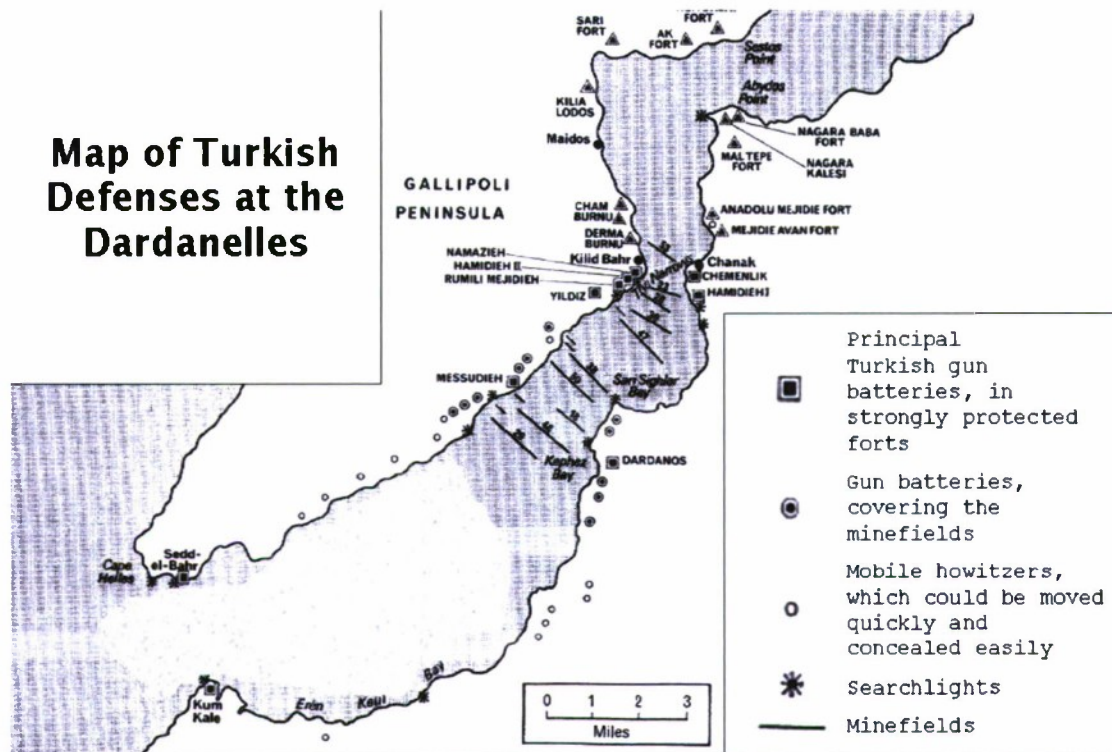 Map of Turkish
Defenses at the
Dardanelles
SARI
FORT
AK
FORT
FORT
Sestos
Point
Abydos
Point
KILIA
LODOS
Maidos
NAGARA BABA
FORT
MAL TEPE
FORT
NAGARA
KALESI
GALLIPOLI
PENINSULA
CHAM
BURNU
ANADOLU MEJIDIE FORT
DERMA
BURNU
MEJIDIE AVAN FORT
NAMAZIEH
Kilid Bahr
Chanak
HAMIDIEH II
Narrows
CHEMENLIK
RUMILI MEJIDIEH
YILDIZ
HAMIDIEH I
MESSUDIEH
Sari Sighlar
Bay
Kephez
Bay
DARDANOS
Cape
Helles
Sedd-
el-Bahr
Kum
Kale
Eren Keui Bay
0 1 2 3
Miles
Principal
Turkish gun
batteries, in
strongly protected
forts
Gun batteries,
covering the
minefields
Mobile howitzers,
which could be moved
quickly and
concealed easily
Searchlights
Minefields